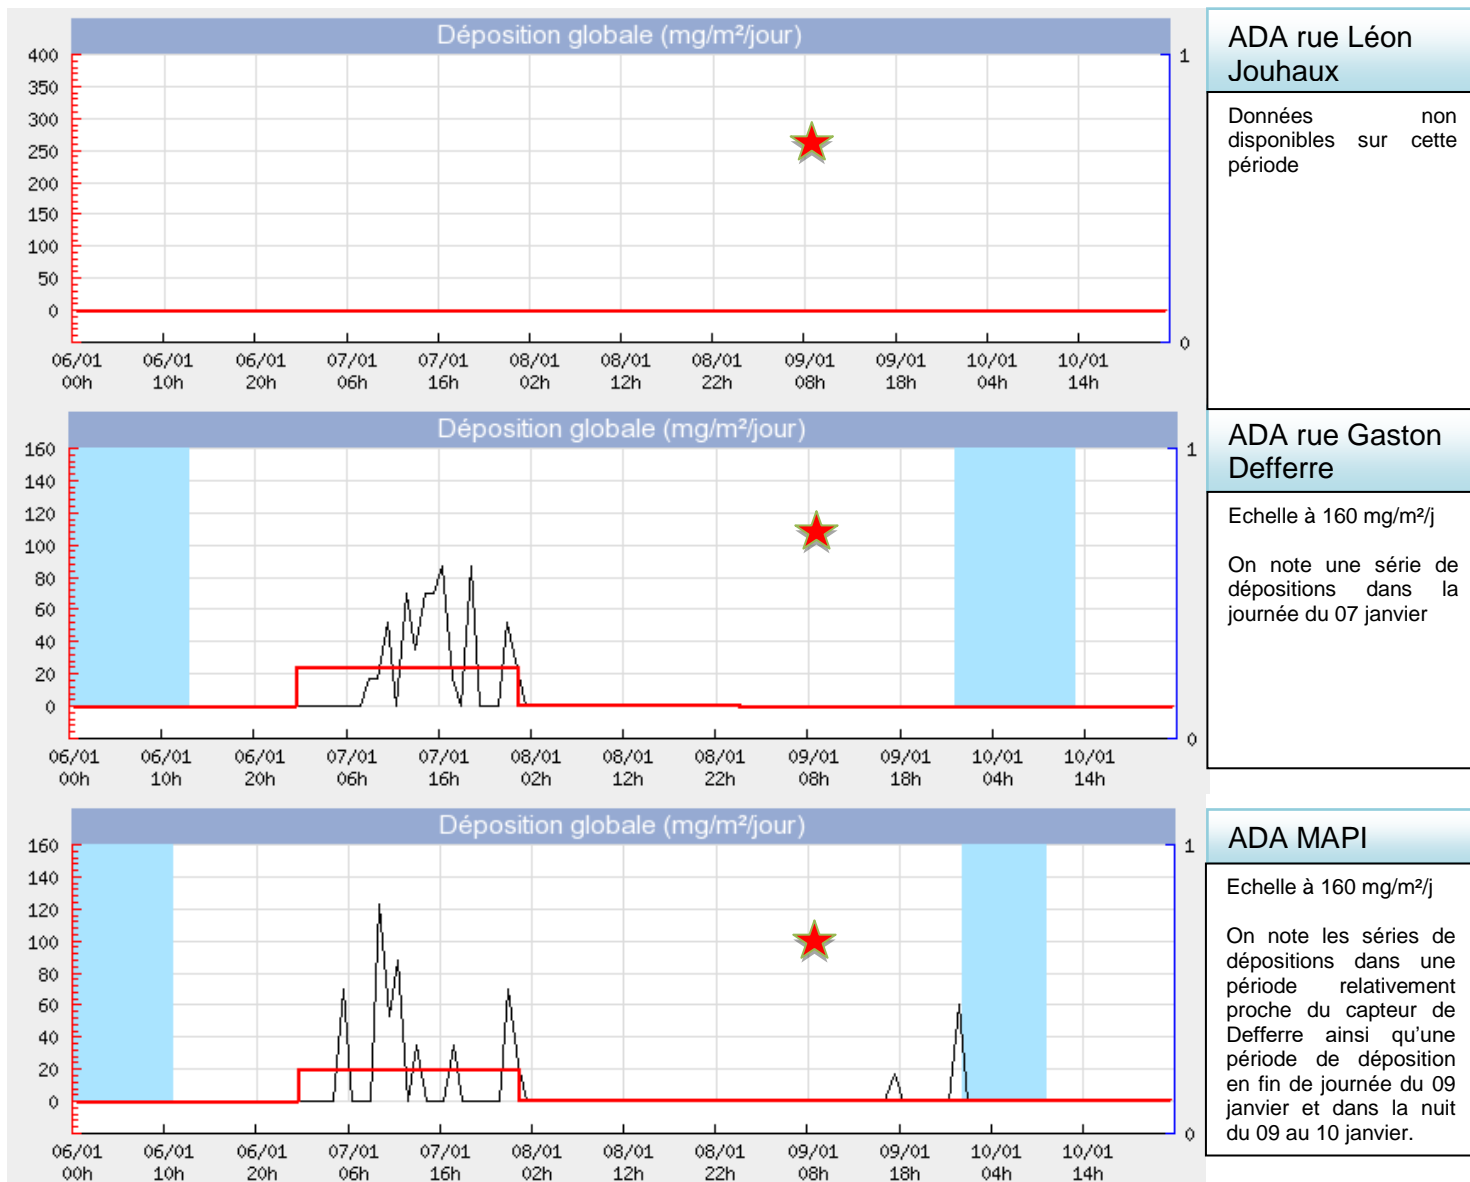 Déposition globale (mg/m²/jour)
400
350
300
250
200
150
100
50
0
1
0
06/01 06/01 06/01 07/01 07/01 08/01 08/01 08/01 09/01 09/01 10/01 10/01
00h 10h 20h 06h 16h 02h 12h 22h 08h 18h 04h 14h
ADA rue Léon
Jouhaux
Données non
disponibles sur cette
période
Déposition globale (mg/m²/jour)
160
140
120
100
80
60
40
20
0
1
0
06/01 06/01 06/01 07/01 07/01 08/01 08/01 08/01 09/01 09/01 10/01 10/01
00h 10h 20h 06h 16h 02h 12h 22h 08h 18h 04h 14h
ADA rue Gaston
Defferre
Echelle à 160 mg/m²/j
On note une série de
dépositions dans la
journée du 07 janvier
Déposition globale (mg/m²/jour)
160
140
120
100
80
60
40
20
0
1
0
06/01 06/01 06/01 07/01 07/01 08/01 08/01 08/01 09/01 09/01 10/01 10/01
00h 10h 20h 06h 16h 02h 12h 22h 08h 18h 04h 14h
ADA MAPI
Echelle à 160 mg/m²/j
On note les séries de
dépositions dans une
période relativement
proche du capteur de
Defferre ainsi qu'une
période de déposition
en fin de journée du 09
janvier et dans la nuit
du 09 au 10 janvier.